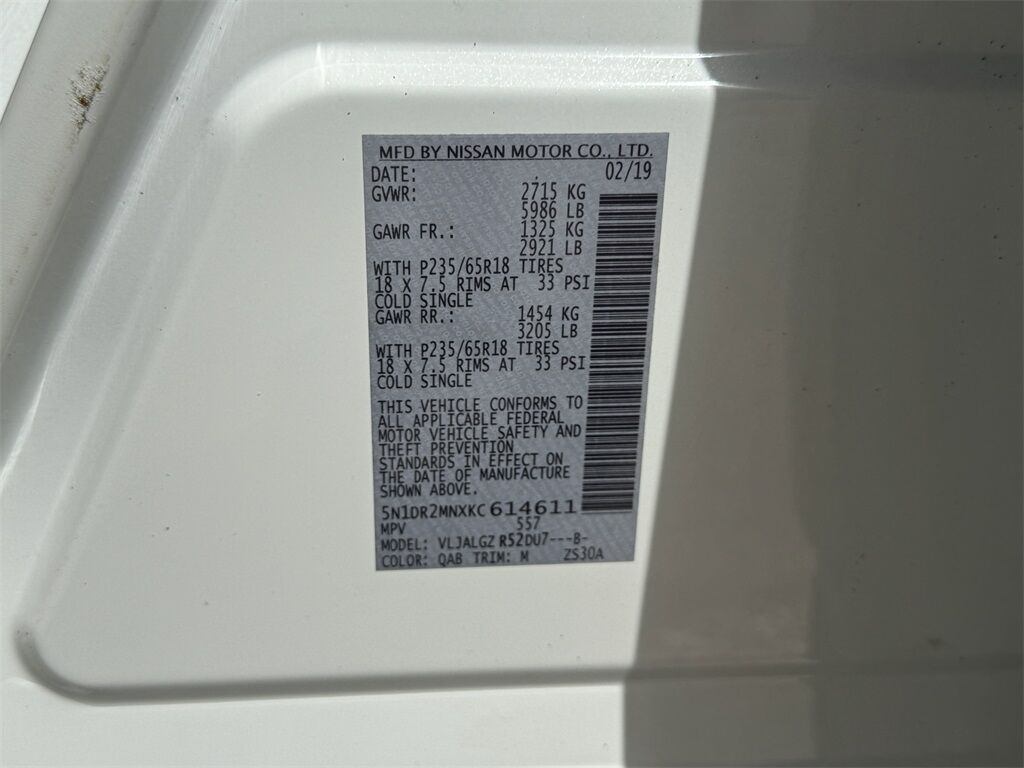 MFD BY NISSAN MOTOR CO., LTD.
DATE: 02/19
GVWR: 2715 KG
5986 LB
GAWR FR.: 1325 KG
2921 LB
WITH P235/65R18 TIRES
18 X 7.5 RIMS AT 33 PSI
COLD SINGLE
GAWR RR.: 1454 KG
3205 LB
WITH P235/65R18 TIRES
18 X 7.5 RIMS AT 33 PSI
COLD SINGLE
THIS VEHICLE CONFORMS TO
ALL APPLICABLE FEDERAL
MOTOR VEHICLE SAFETY AND
THEFT PREVENTION
STANDARDS IN EFFECT ON
THE DATE OF MANUFACTURE
SHOWN ABOVE.
5N1DR2MNXKC614611
MPV 557
MODEL: VLJALGZ R52DU7---B-
COLOR: QAB TRIM: M ZS30A